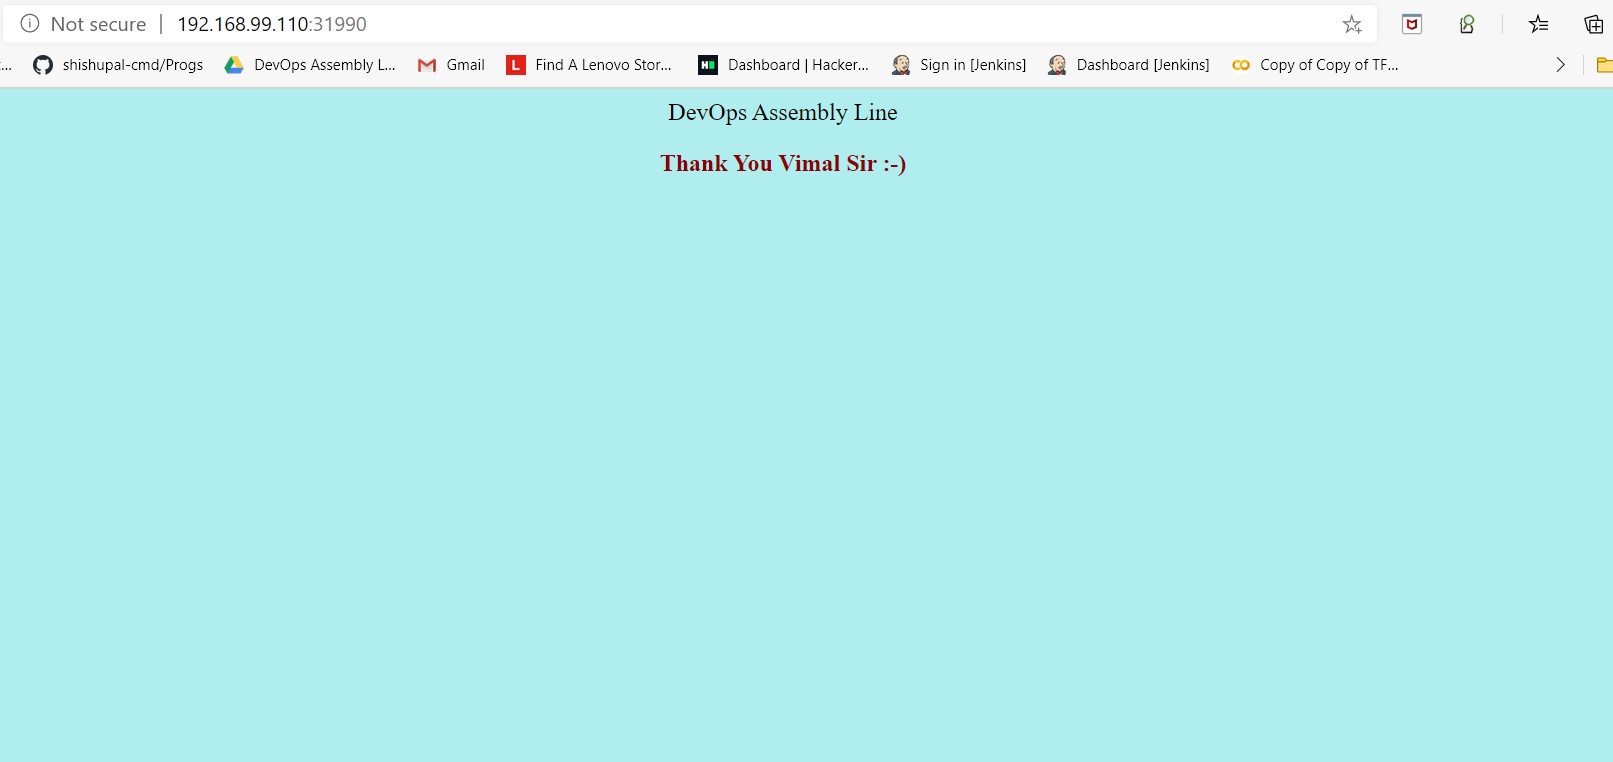 Not secure | 192.168.99.110:31990
... shishupal-cmd/Progs DevOps Assembly L... Gmail L Find A Lenovo Stor... H Dashboard | Hacker... Sign in [Jenkins] Dashboard [Jenkins] Copy of Copy of TF...
DevOps Assembly Line
Thank You Vimal Sir :-)